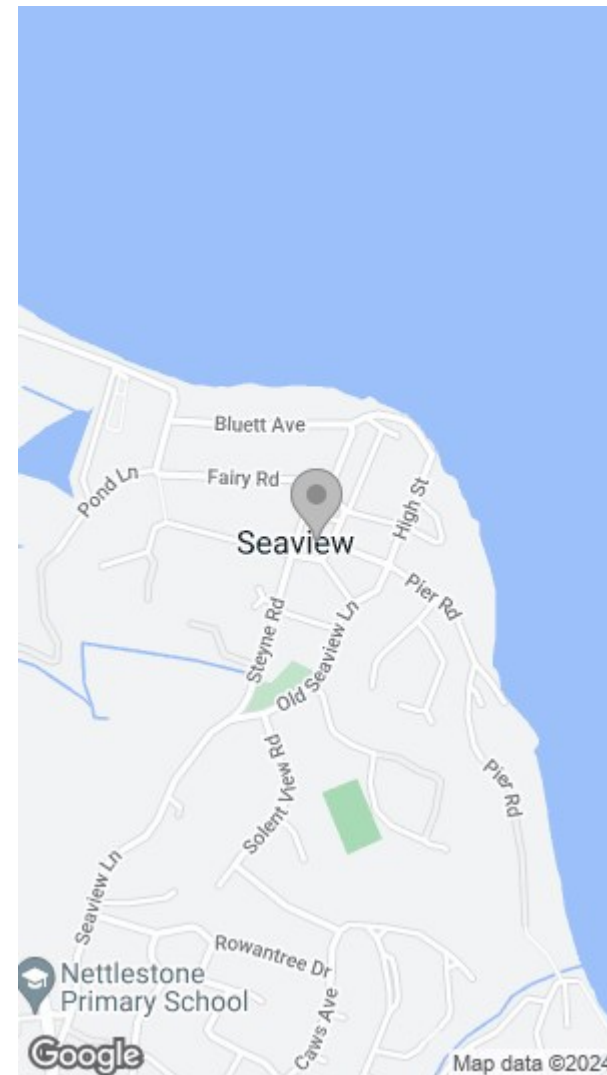 Bluett Ave
Fairy Rd
Pond Ln
High St
Seaview
Pier Rd
Steyne Rd
Old Seaview Ln
Solent View Rd
Pier Rd
Seaview Ln
Rowantree Dr
Nettlestone
Primary School
Caws Ave
Google
Map data ©2024